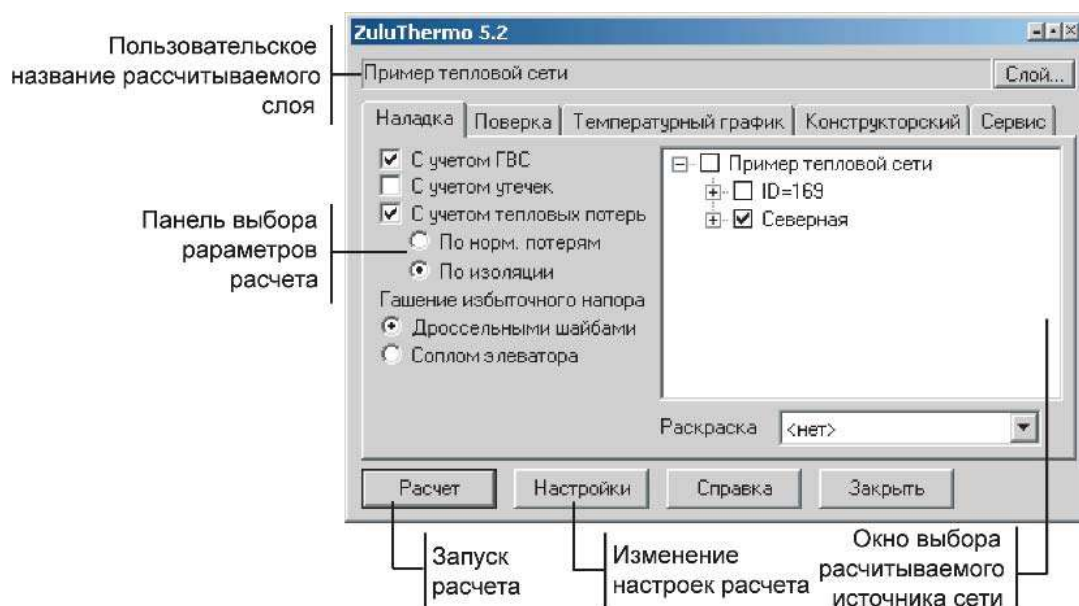 ZuluThermo 5.2
Пользовательское
название рассчитываемого
слоя
Пример тепловой сети
Слой...
Наладка
Поверка
Температурный график
Конструкторский
Сервис
С учетом ГВС
С учетом утечек
С учетом тепловых потерь
По норм. потерям
По изоляции
Гашение избыточного напора
Дроссельными шайбами
Соплом элеватора
Панель выбора
рараметров
расчета
Пример тепловой сети
ID=169
Северная
Раскраска
<нет>
Расчет
Настройки
Справка
Закрыть
Запуск
расчета
Изменение
настроек расчета
Окно выбора
расчитываемого
источника сети